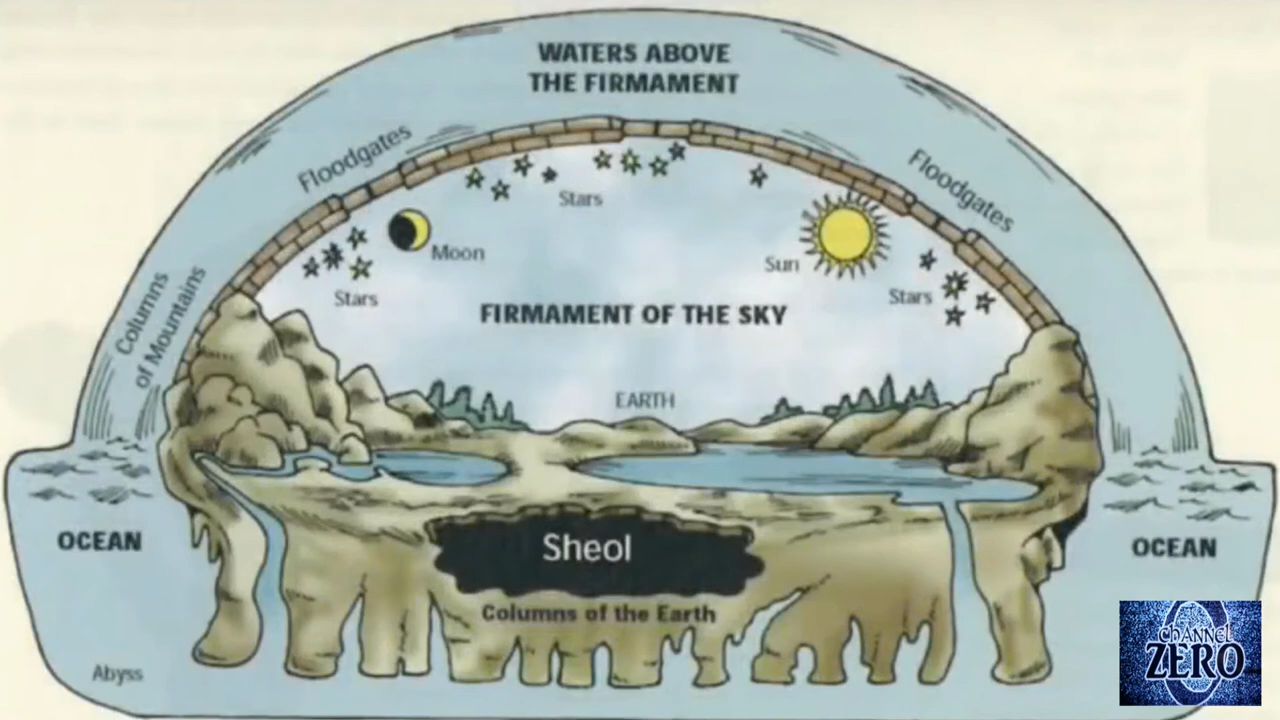 WATERS ABOVE
THE FIRMAMENT
Floodgates
Floodgates
Stars
Moon
Sun
Columns
of Mountains
Stars
Stars
FIRMAMENT OF THE SKY
EARTH
OCEAN
Sheol
OCEAN
Columns of the Earth
Abyss
CHANNEL
ZERO